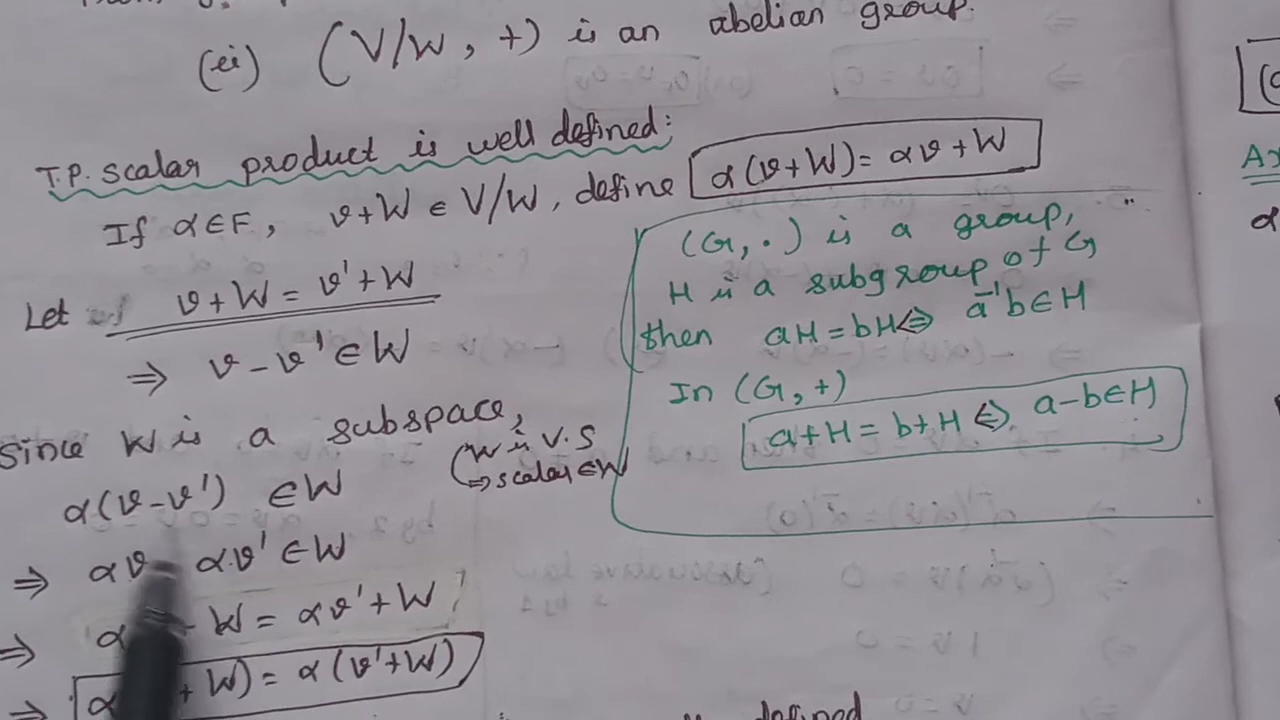 (ii) (V/W, +) is an abelian group.
T.P. scalar product is well defined:
If α∈F, v+W ∈ V/W, define α(v+W)= αv+W
Let v+W = v'+W
⇒ v-v' ∈ W
Since W is a subspace,
(W is V.S
⇒ scalar ∈W
α(v-v') ∈W
⇒ αv αv' ∈W
⇒ α W = αv'+W
⇒ α +W) = α(v'+W)
(G, .) is a group,
H is a subgroup of G
then aH = bH ⇔ a⁻¹b∈H
In (G, +)
a+H = b+H ⇔ a-b∈H
defined
α